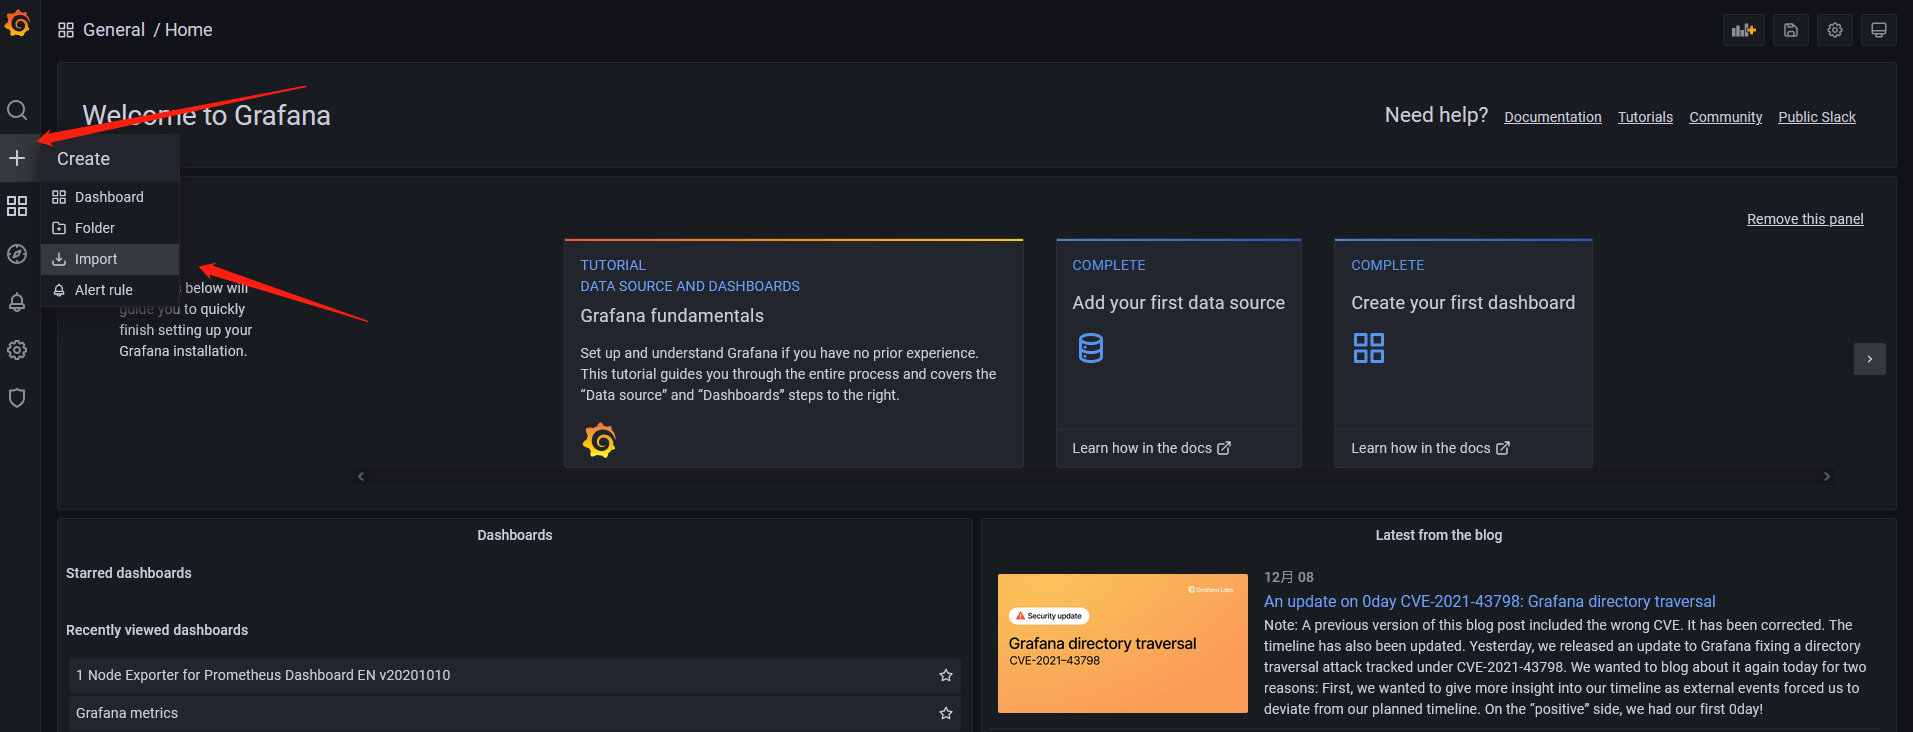 General / Home
Welcome to Grafana
Need help? Documentation Tutorials Community Public Slack
Create
Dashboard
Folder
Import
Alert rule
below will
guide you to quickly
finish setting up your
Grafana installation.
Remove this panel
TUTORIAL
DATA SOURCE AND DASHBOARDS
Grafana fundamentals
Set up and understand Grafana if you have no prior experience.
This tutorial guides you through the entire process and covers the
“Data source” and “Dashboards” steps to the right.
COMPLETE
Add your first data source
Learn how in the docs
COMPLETE
Create your first dashboard
Learn how in the docs
Dashboards
Starred dashboards
Recently viewed dashboards
1 Node Exporter for Prometheus Dashboard EN v20201010
Grafana metrics
Latest from the blog
Grafana Labs
Security update
Grafana directory traversal
CVE-2021-43798
12月 08
An update on 0day CVE-2021-43798: Grafana directory traversal
Note: A previous version of this blog post included the wrong CVE. It has been corrected. The
timeline has also been updated. Yesterday, we released an update to Grafana fixing a directory
traversal attack tracked under CVE-2021-43798. We wanted to blog about it again today for two
reasons: First, we wanted to give more insight into our timeline as external events forced us to
deviate from our planned timeline. On the “positive” side, we had our first 0day!